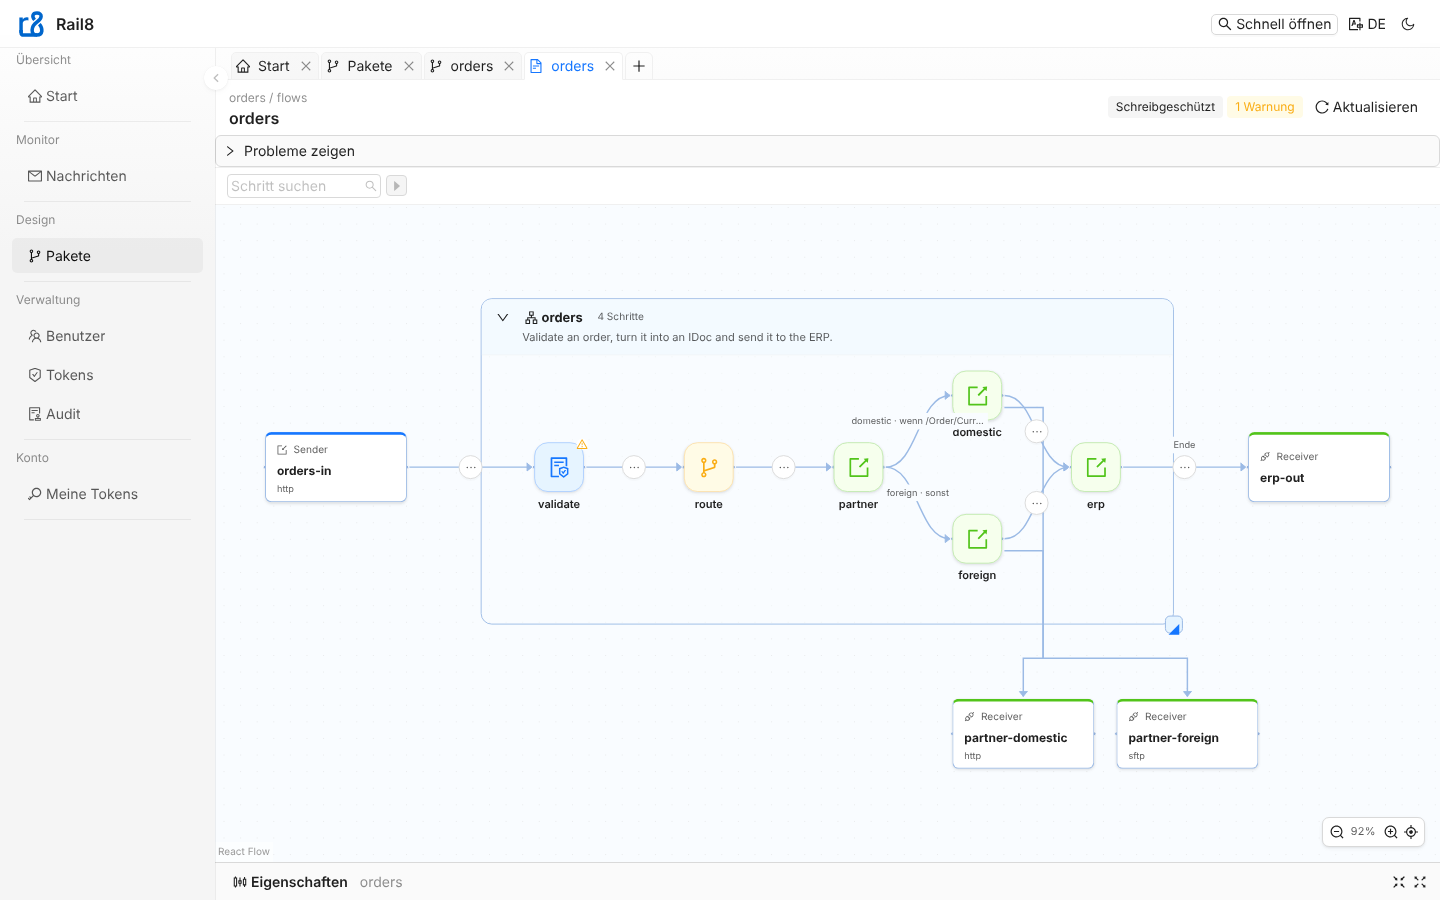 Rail8
Schnell öffnen
DE
Übersicht
Start
Monitor
Nachrichten
Design
Pakete
Verwaltung
Benutzer
Tokens
Audit
Konto
Meine Tokens
Start
Pakete
orders
orders
orders / flows
orders
Schreibgeschützt
1 Warnung
Aktualisieren
Probleme zeigen
Schritt suchen
orders
4 Schritte
Validate an order, turn it into an IDoc and send it to the ERP.
Sender
orders-in
http
validate
route
partner
domestic · wenn /Order/Curr...
domestic
foreign · sonst
foreign
erp
Ende
Receiver
erp-out
Receiver
partner-domestic
http
Receiver
partner-foreign
sftp
92%
React Flow
Eigenschaften
orders